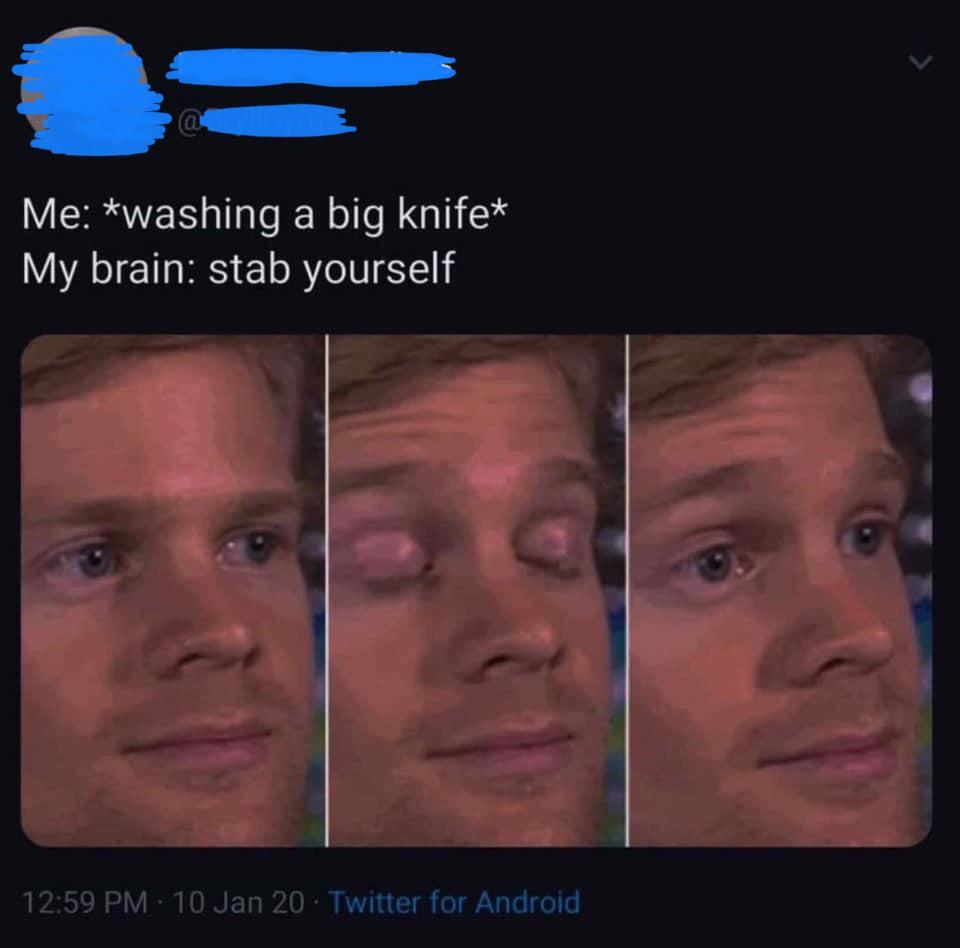 Me: *washing a big knife*
My brain: stab yourself
12:59 PM · 10 Jan 20 · Twitter for Android